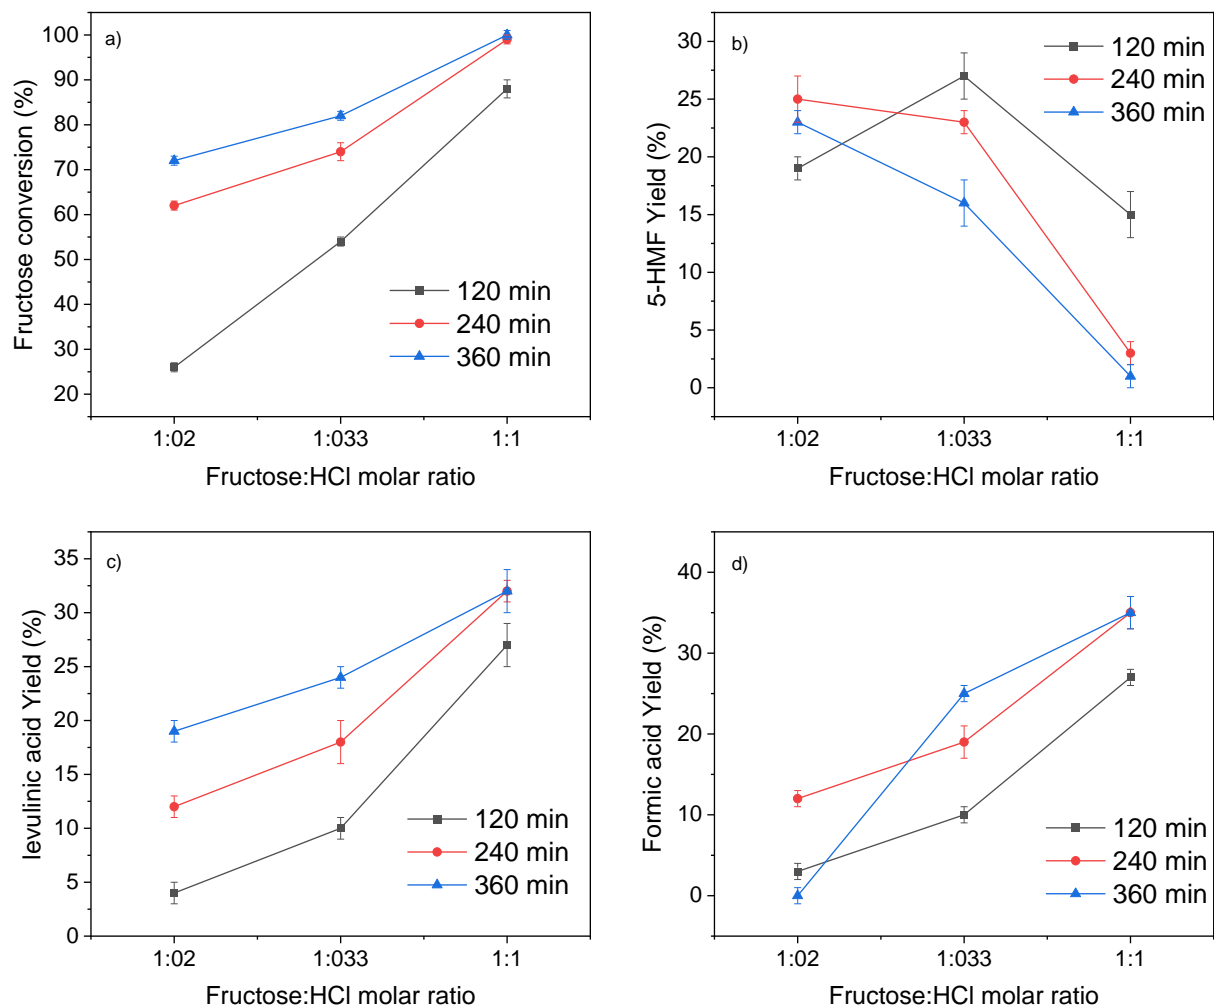 a)
Fructose conversion (%)
100
90
80
70
60
50
40
30
20
120 min
240 min
360 min
1:02
1:033
1:1
Fructose:HCl molar ratio
b)
5-HMF Yield (%)
30
25
20
15
10
5
0
120 min
240 min
360 min
1:02
1:033
1:1
Fructose:HCl molar ratio
c)
levulinic acid Yield (%)
35
30
25
20
15
10
5
0
120 min
240 min
360 min
1:02
1:033
1:1
Fructose:HCl molar ratio
d)
Formic acid Yield (%)
40
30
20
10
0
120 min
240 min
360 min
1:02
1:033
1:1
Fructose:HCl molar ratio